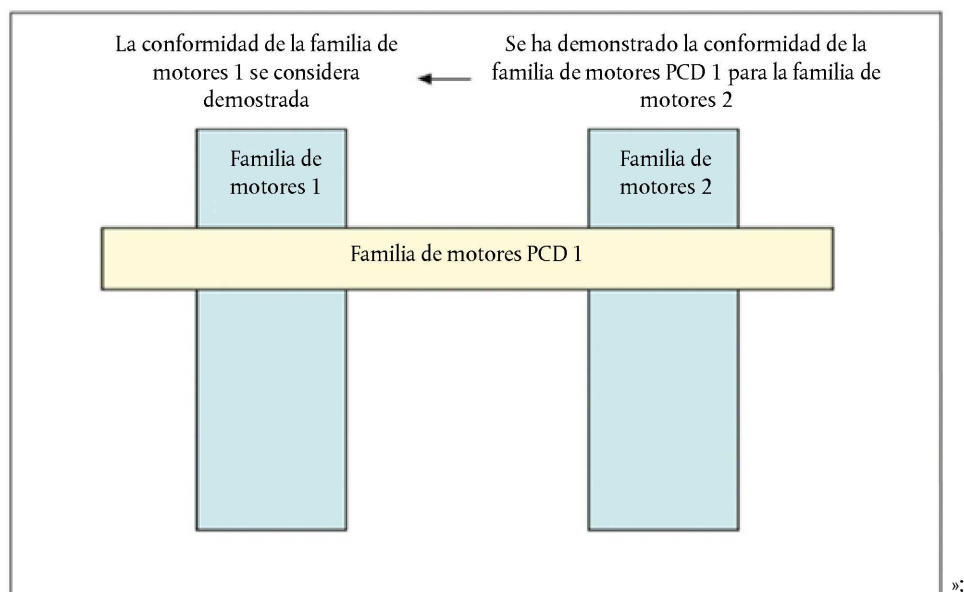 La conformidad de la familia de
motores 1 se considera
demostrada
Se ha demonstrado la conformidad de la
familia de motores PCD 1 para la familia de
motores 2
Familia de
motores 1
Familia de
motores 2
Familia de motores PCD 1
»;